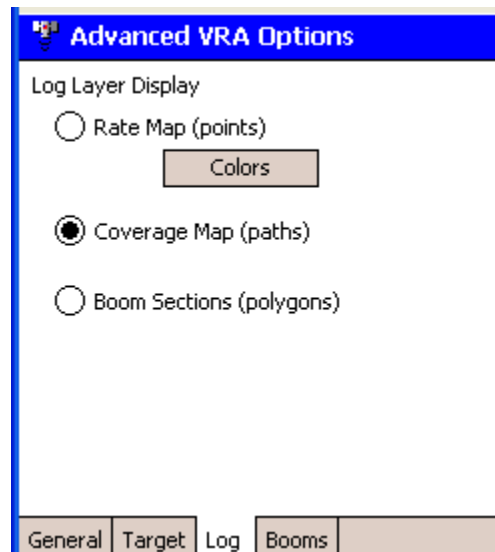 Advanced VRA Options
Log Layer Display
Rate Map (points)
Colors
Coverage Map (paths)
Boom Sections (polygons)
General Target Log Booms